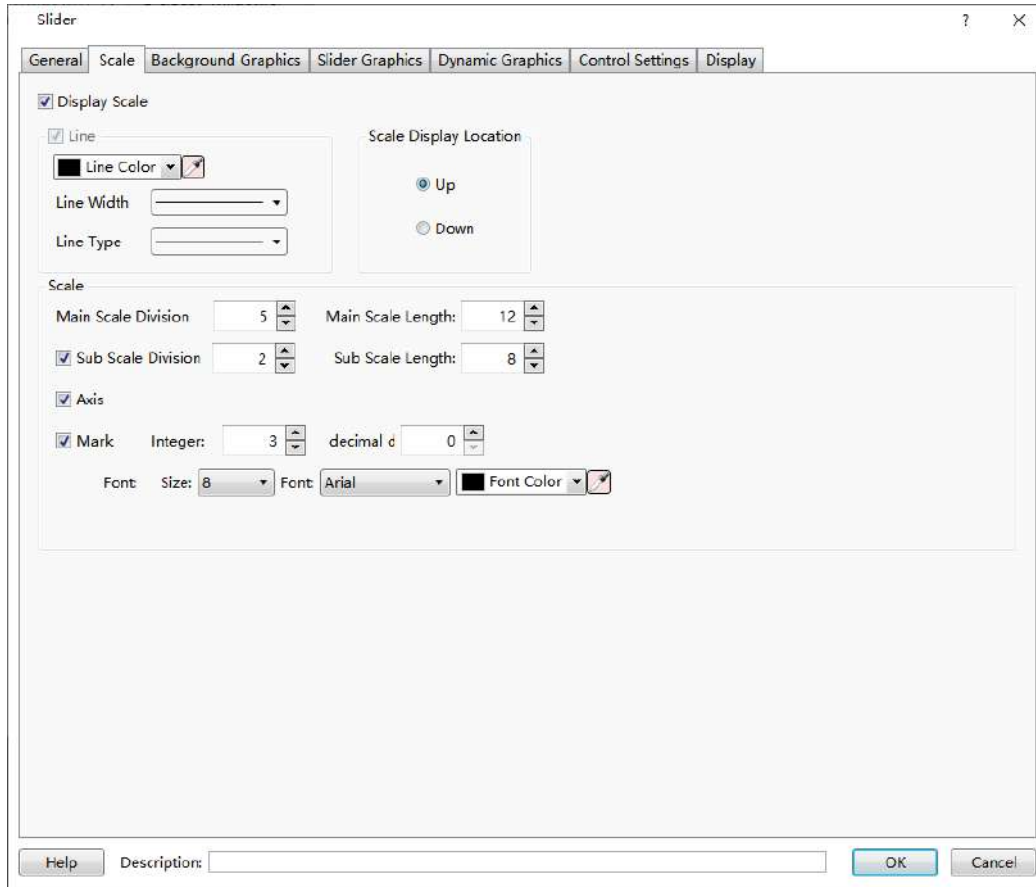 Slider ?
General Scale Background Graphics Slider Graphics Dynamic Graphics Control Settings Display
Display Scale
Line
Scale Display Location
Line Color
Up
Line Width
Down
Line Type
Scale
Main Scale Division 5 Main Scale Length: 12
Sub Scale Division 2 Sub Scale Length: 8
Axis
Mark Integer: 3 decimal d 0
Font Size: 8 Font Arial Font Color
Help Description: OK Cancel